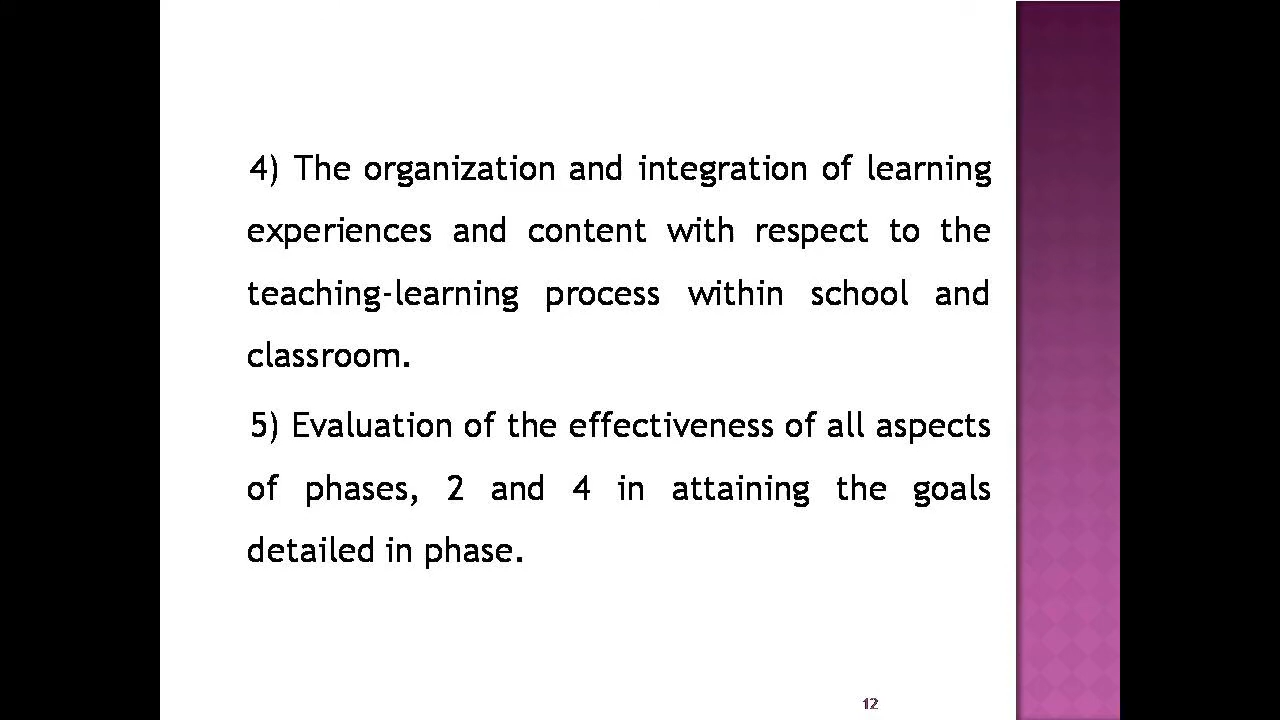 4) The organization and integration of learning
experiences and content with respect to the
teaching-learning process within school and
classroom.
5) Evaluation of the effectiveness of all aspects
of phases, 2 and 4 in attaining the goals
detailed in phase.
12